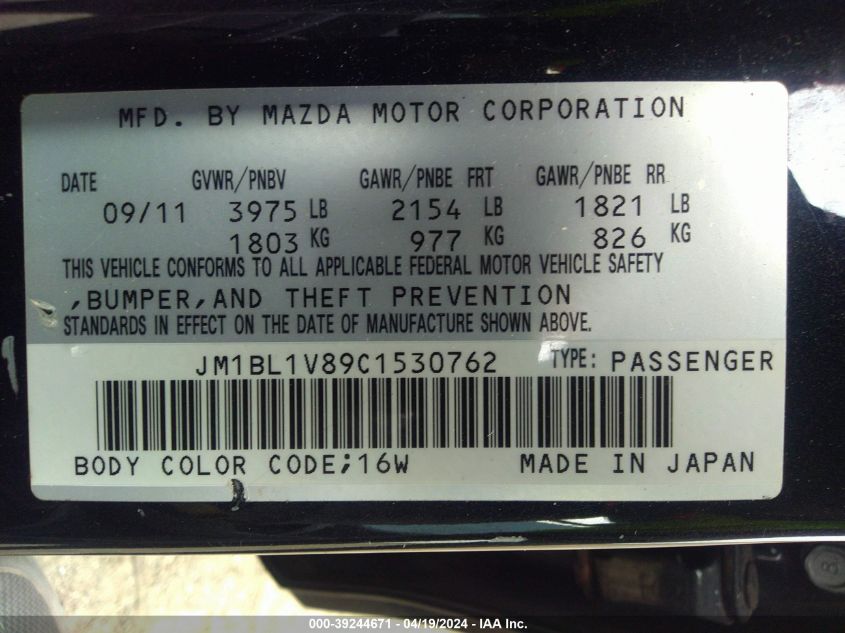 MFD. BY MAZDA MOTOR CORPORATION
DATE GVWR/PNBV GAWR/PNBE FRT GAWR/PNBE RR
09/11 3975 LB 2154 LB 1821 LB
1803 KG 977 KG 826 KG
THIS VEHICLE CONFORMS TO ALL APPLICABLE FEDERAL MOTOR VEHICLE SAFETY
,BUMPER,AND THEFT PREVENTION
STANDARDS IN EFFECT ON THE DATE OF MANUFACTURE SHOWN ABOVE.
JM1BL1V89C1530762 TYPE: PASSENGER
BODY COLOR CODE;16W MADE IN JAPAN
8
000-39244671 - 04/19/2024 - IAA Inc.